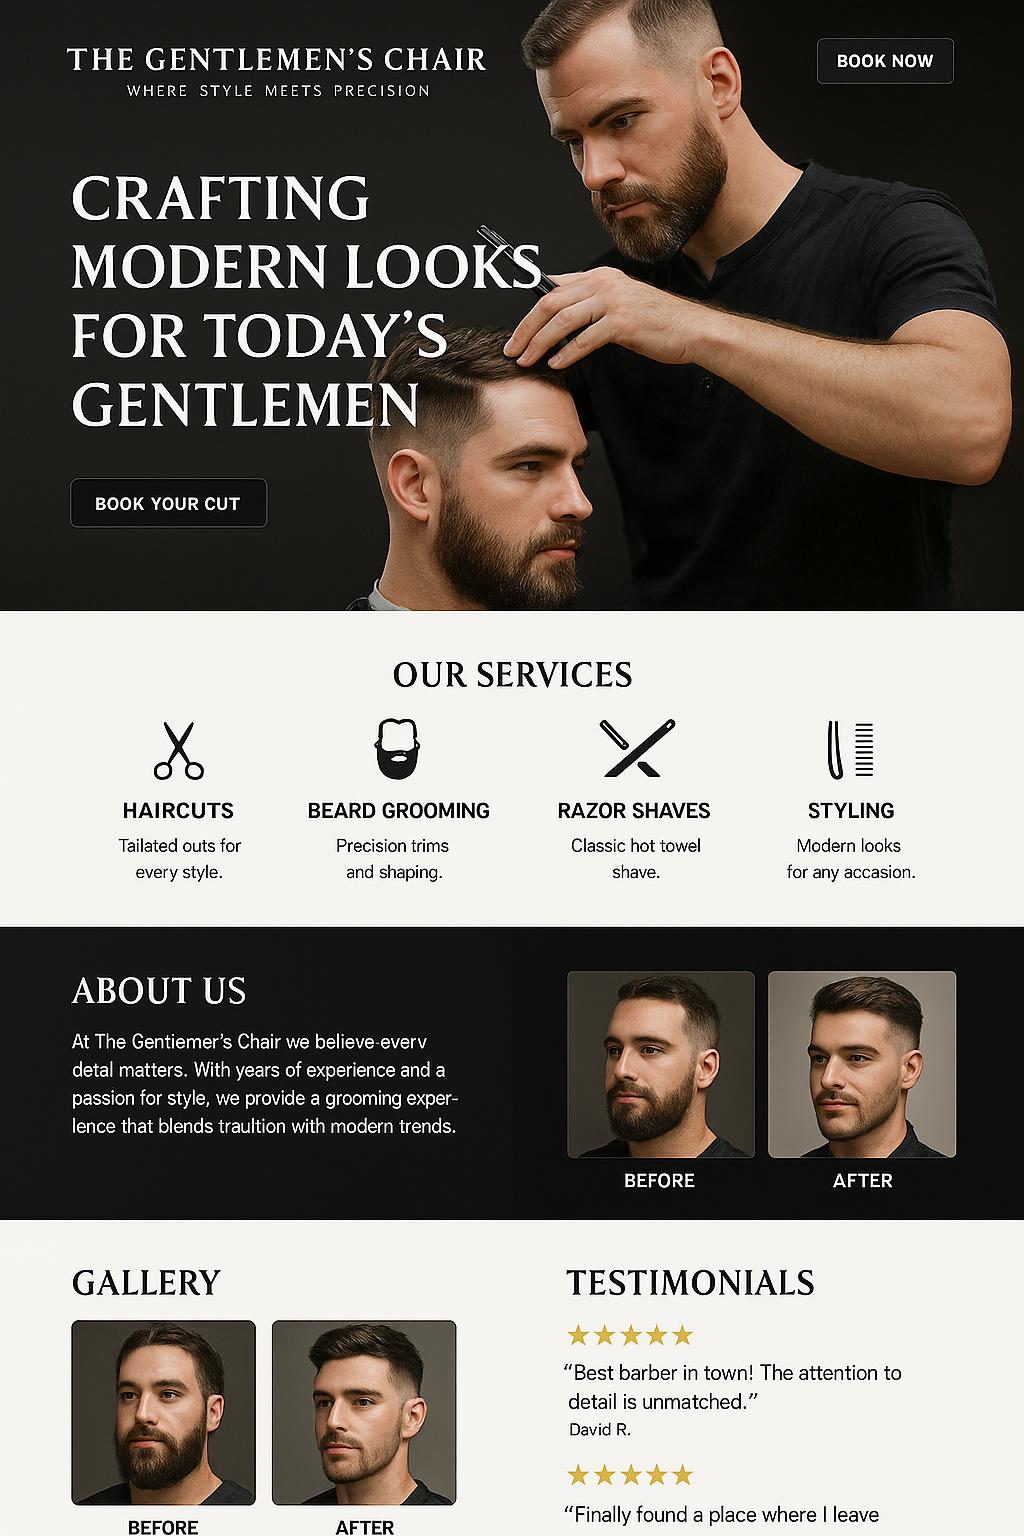 THE GENTLEMEN'S CHAIR
WHERE STYLE MEETS PRECISION
BOOK NOW
CRAFTING
MODERN LOOKS
FOR TODAY'S
GENTLEMEN
BOOK YOUR CUT
OUR SERVICES
HAIRCUTS
Tailated outs for
every style.
BEARD GROOMING
Precision trims
and shaping.
RAZOR SHAVES
Classic hot towel
shave.
STYLING
Modern looks
for any accasion.
ABOUT US
At The Gentiemer's Chair we believe-everv
detal matters. With years of experience and a
passion for style, we provide a grooming exper-
lence that blends traultion with modern trends.
BEFORE
AFTER
GALLERY
BEFORE
AFTER
TESTIMONIALS
“Best barber in town! The attention to
detail is unmatched.”
David R.
“Finally found a place where I leave